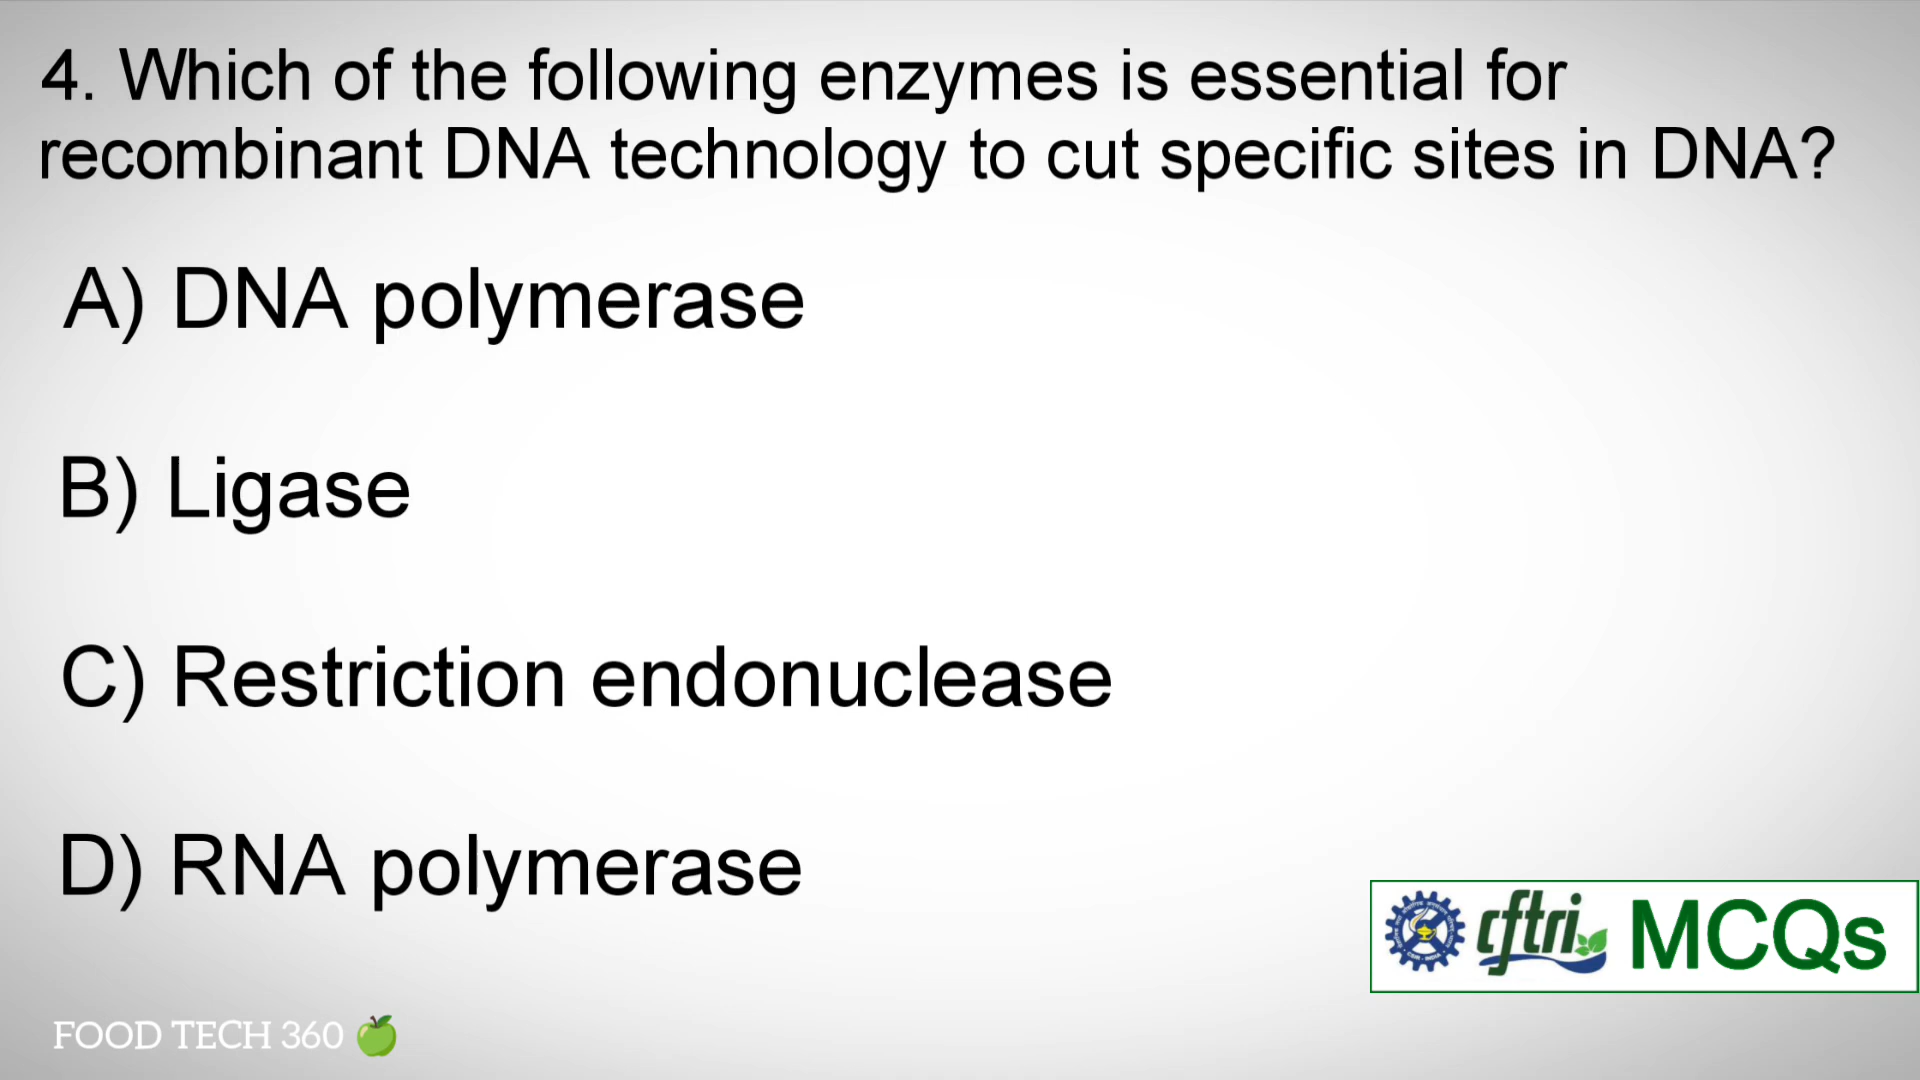 4. Which of the following enzymes is essential for
recombinant DNA technology to cut specific sites in DNA?
A) DNA polymerase
B) Ligase
C) Restriction endonuclease
D) RNA polymerase
cftri MCQs
FOOD TECH 360